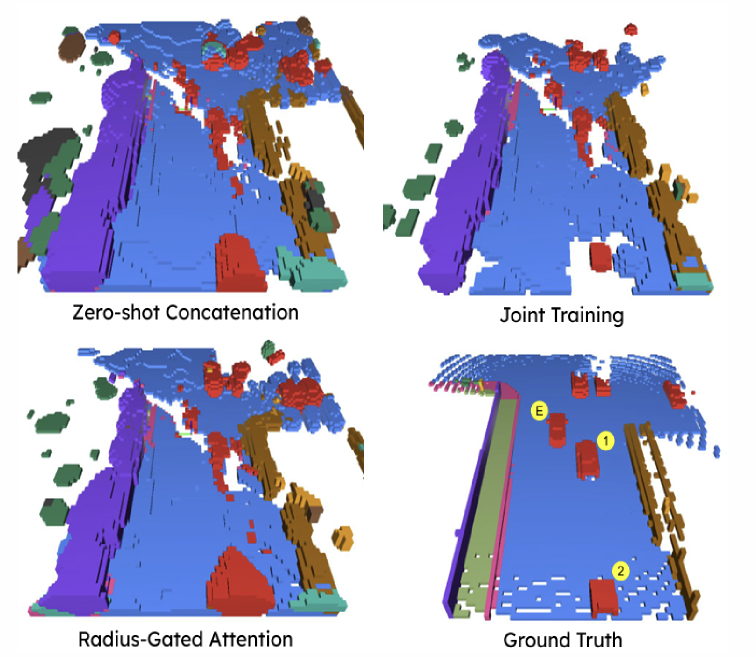 Zero-shot Concatenation
Joint Training
E
1
2
Radius-Gated Attention
Ground Truth